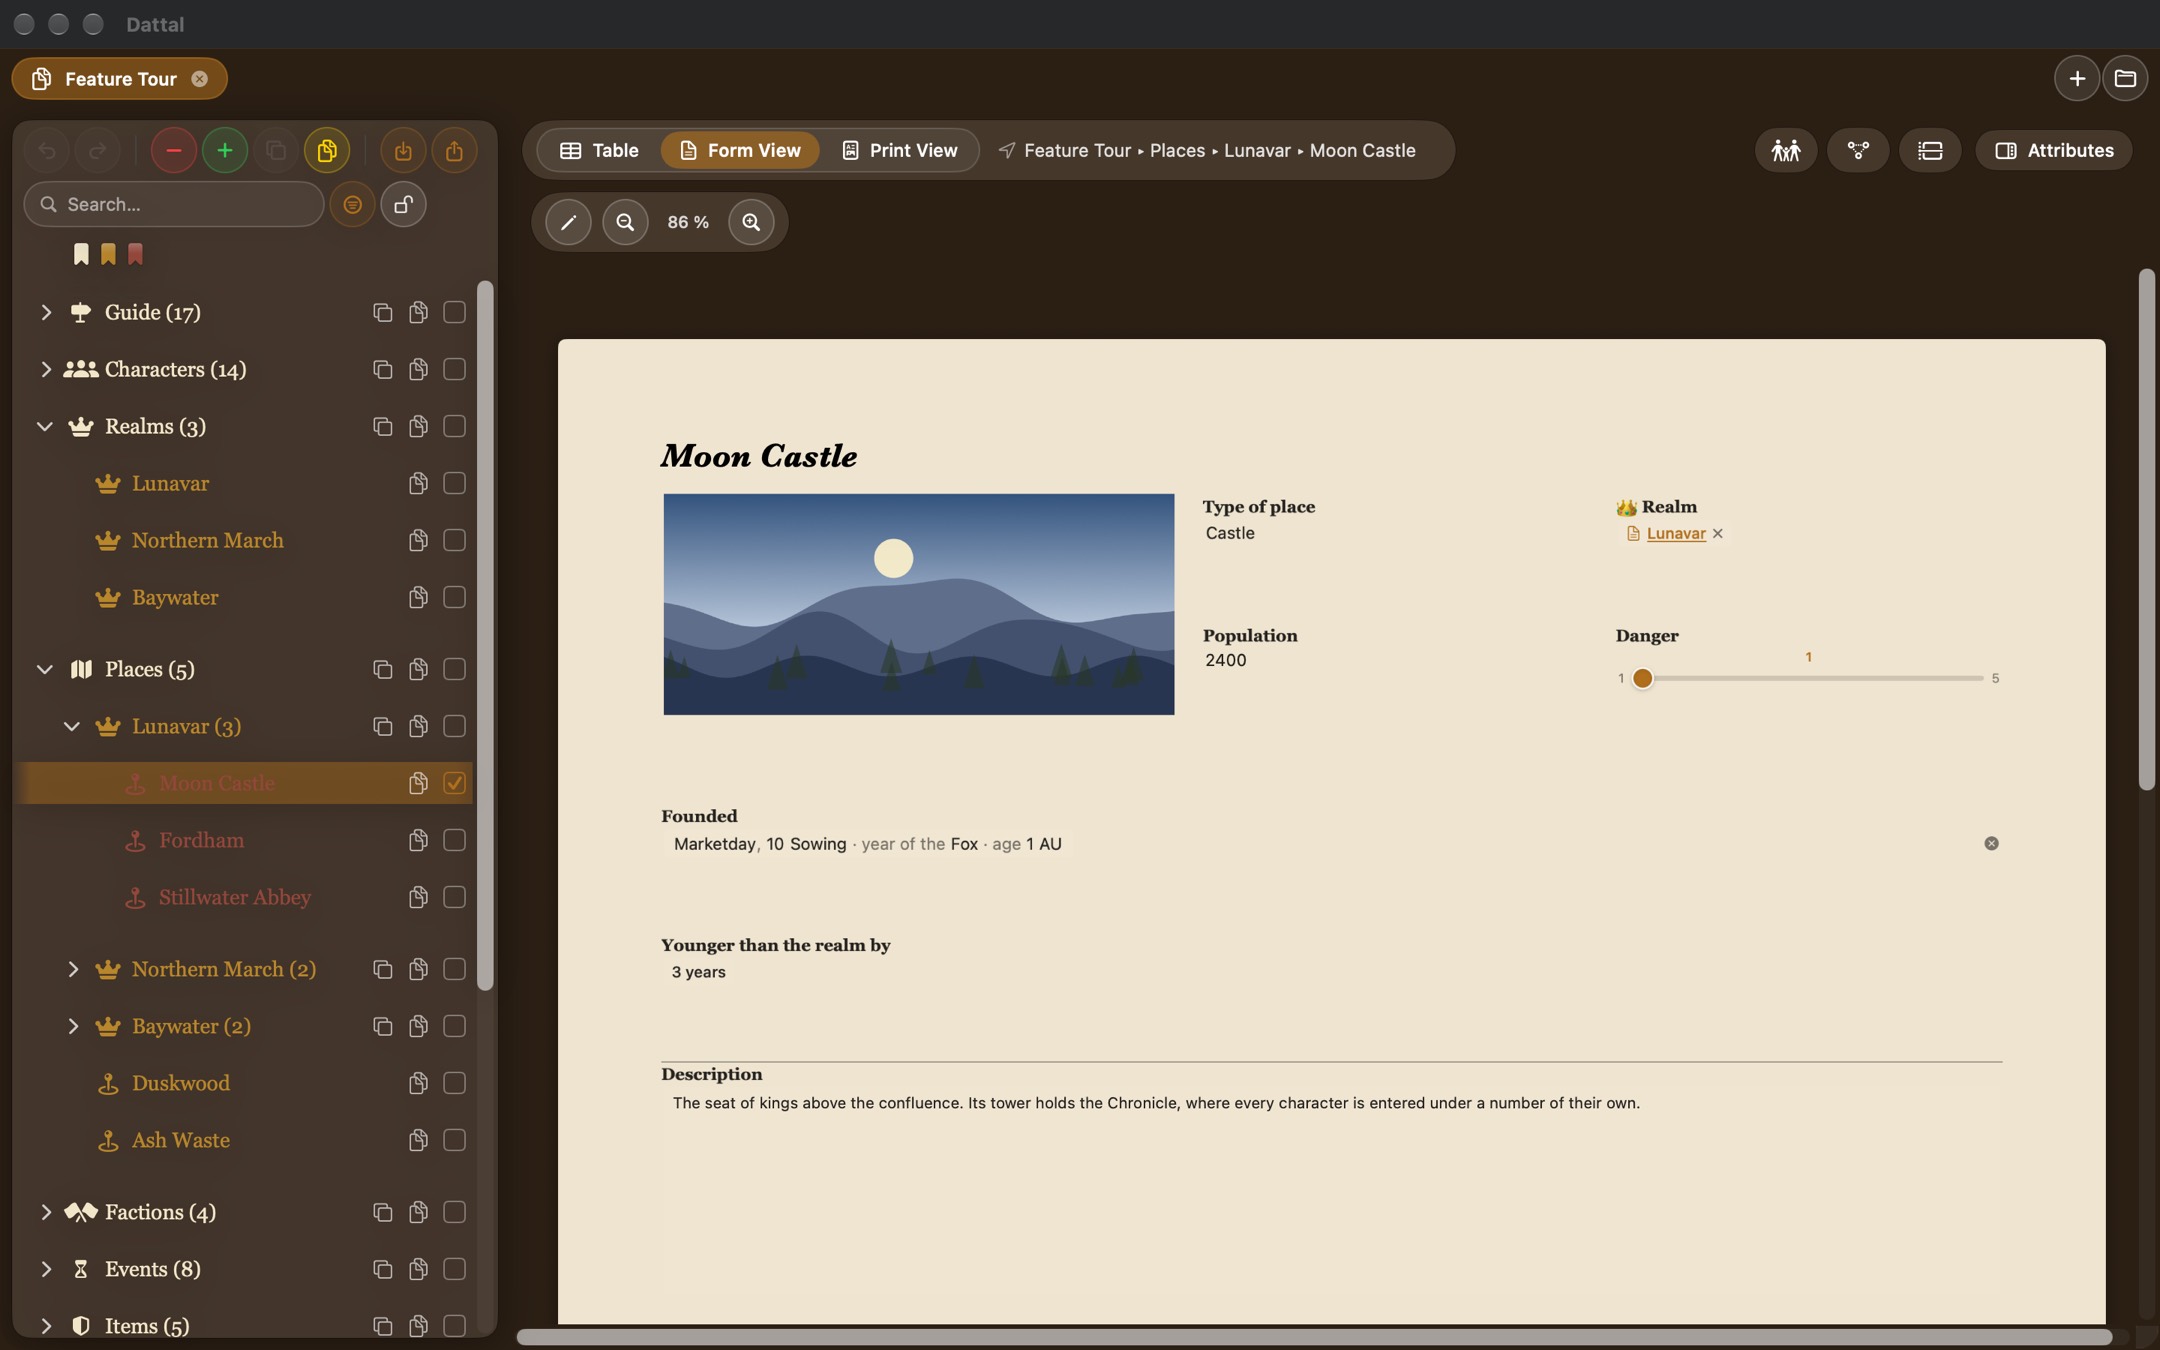 Dattal
Feature Tour
Table Form View Print View Feature Tour ▸ Places ▸ Lunavar ▸ Moon Castle Attributes
Search...
86 %
Guide (17)
Characters (14)
Realms (3)
Lunavar
Northern March
Baywater
Places (5)
Lunavar (3)
Moon Castle
Fordham
Stillwater Abbey
Northern March (2)
Baywater (2)
Duskwood
Ash Waste
Factions (4)
Events (8)
Items (5)
Moon Castle
Type of place
Castle
Realm
Lunavar
Population
2400
Danger
1
1 5
Founded
Marketday, 10 Sowing · year of the Fox · age 1 AU
Younger than the realm by
3 years
Description
The seat of kings above the confluence. Its tower holds the Chronicle, where every character is entered under a number of their own.